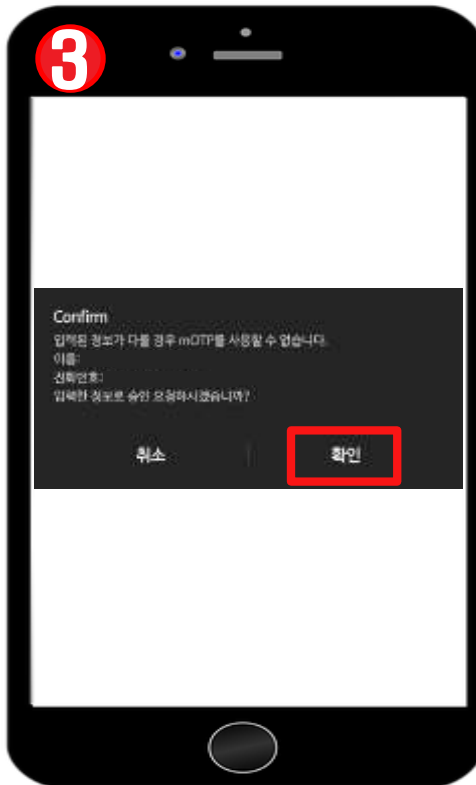 3
Confirm
입력된 정보가 다를 경우 mOTP를 사용할 수 없습니다.
이름:
전화번호:
입력한 정보로 승인 요청하시겠습니까?
취소
확인